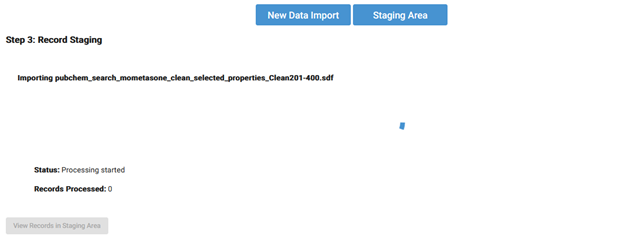 New Data Import
Staging Area
Step 3: Record Staging
Importing pubchem_search_mometasone_clean_selected_properties_Clean201-400.sdf
Status: Processing started
Records Processed: 0
View Records in Staging Area